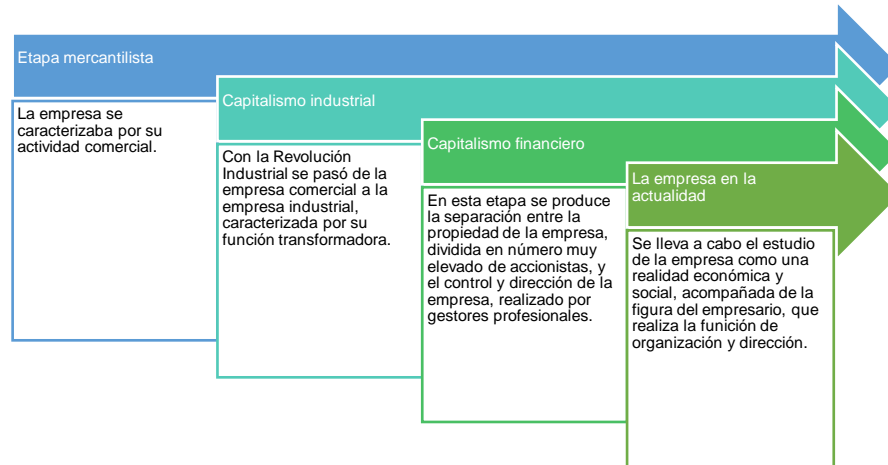 Etapa mercantilista
La empresa se
caracterizaba por su
actividad comercial.
Capitalismo industrial
Con la Revolución
Industrial se pasó de la
empresa comercial a la
empresa industrial,
caracterizada por su
función transformadora.
Capitalismo financiero
En esta etapa se produce
la separación entre la
propiedad de la empresa,
dividida en número muy
elevado de accionistas, y
el control y dirección de la
empresa, realizado por
gestores profesionales.
La empresa en la
actualidad
Se lleva a cabo el estudio
de la empresa como una
realidad económica y
social, acompañada de la
figura del empresario, que
realiza la funición de
organización y dirección.